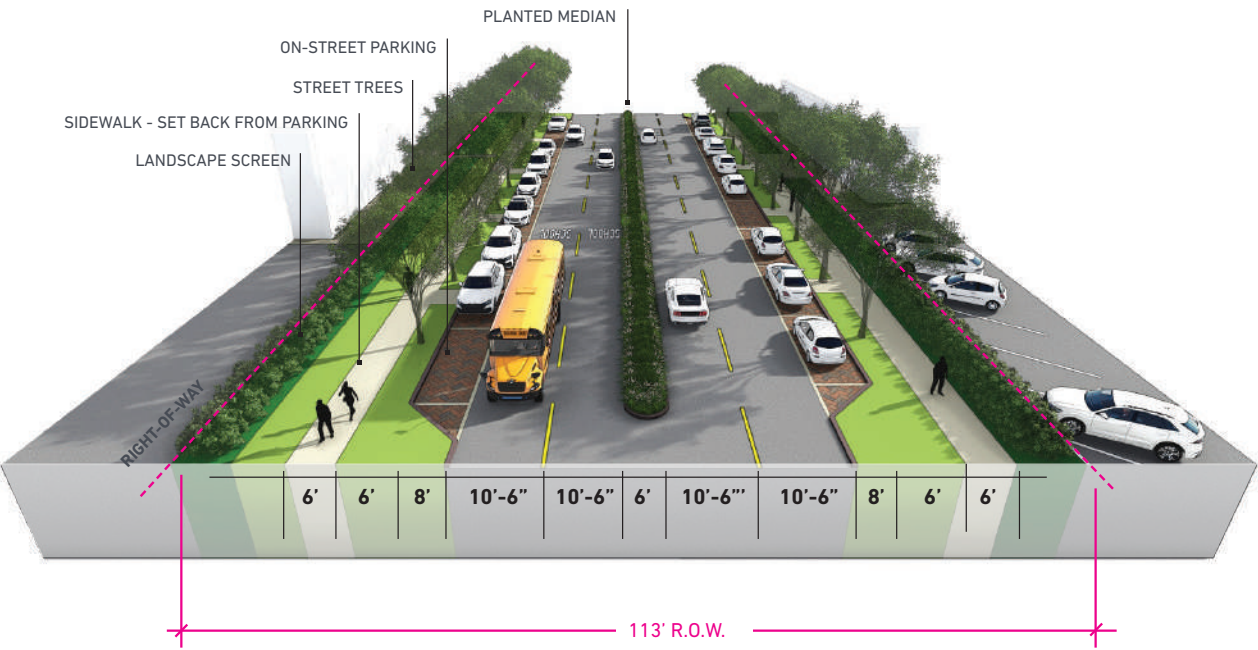 PLANTED MEDIAN
ON-STREET PARKING
STREET TREES
SIDEWALK - SET BACK FROM PARKING
LANDSCAPE SCREEN
RIGHT-OF-WAY
6’ 6’ 8’ 10’-6” 10’-6” 6’ 10’-6”’ 10’-6” 8’ 6’ 6’
113’ R.O.W.